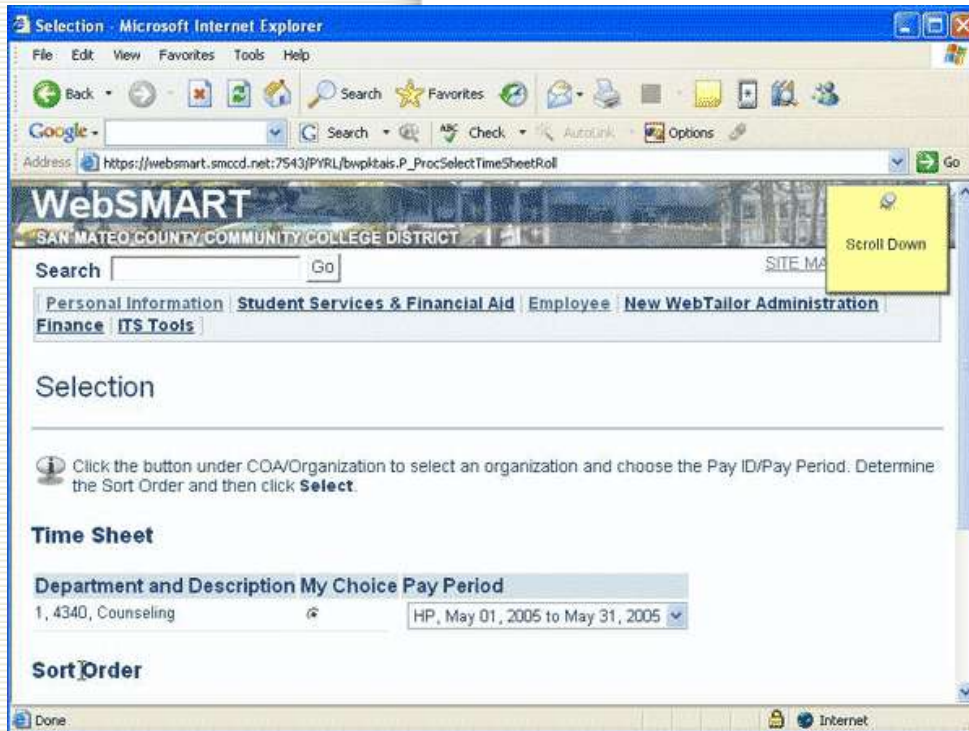 Selection - Microsoft Internet Explorer
File Edit View Favorites Tools Help
Back Search Favorites
Google Search Check AutoLink Options
Address https://websmart.smccd.net:7543/PYRL/bwpktais.P_ProcSelectTimeSheetRoll Go
WebSMART
SAN MATEO COUNTY COMMUNITY COLLEGE DISTRICT
Scroll Down
Search Go SITE
Personal Information Student Services & Financial Aid Employee New WebTailor Administration
Finance ITS Tools
Selection
Click the button under COA/Organization to select an organization and choose the Pay ID/Pay Period. Determine
the Sort Order and then click Select.
Time Sheet
Department and Description My Choice Pay Period
1, 4340, Counseling HP, May 01, 2005 to May 31, 2005
Sort Order
Done Internet